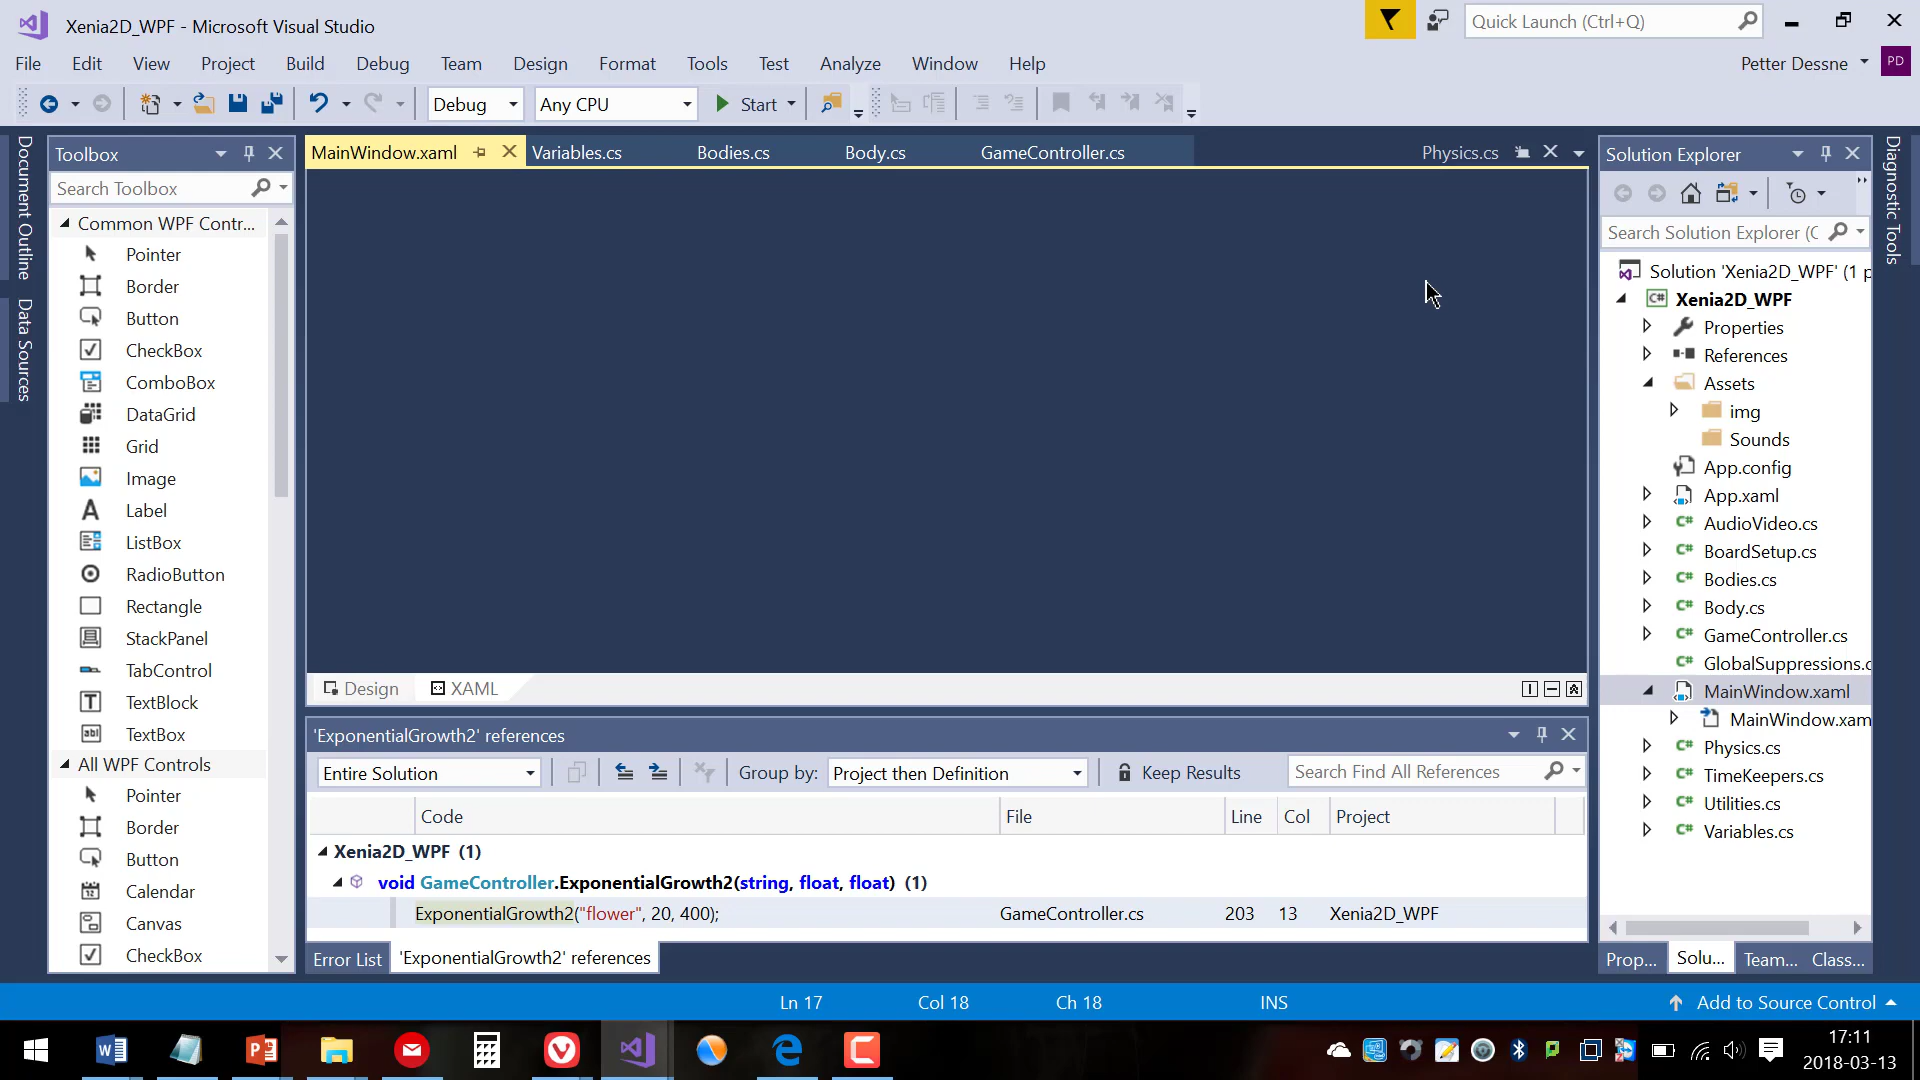 Xenia2D_WPF - Microsoft Visual Studio
Quick Launch (Ctrl+Q)
File Edit View Project Build Debug Team Design Format Tools Test Analyze Window Help
Petter Dessne PD
Debug Any CPU Start
Document Outline
Data Sources
Toolbox
Search Toolbox
Common WPF Contr...
Pointer
Border
Button
CheckBox
ComboBox
DataGrid
Grid
Image
Label
ListBox
RadioButton
Rectangle
StackPanel
TabControl
TextBlock
TextBox
All WPF Controls
Pointer
Border
Button
Calendar
Canvas
CheckBox
MainWindow.xaml Variables.cs Bodies.cs Body.cs GameController.cs Physics.cs
Design XAML
'ExponentialGrowth2' references
Entire Solution Group by: Project then Definition Keep Results Search Find All References
Code File Line Col Project
Xenia2D_WPF (1)
void GameController.ExponentialGrowth2(string, float, float) (1)
ExponentialGrowth2("flower", 20, 400); GameController.cs 203 13 Xenia2D_WPF
Error List 'ExponentialGrowth2' references
Solution Explorer
Search Solution Explorer (C
Solution 'Xenia2D_WPF' (1 p
Xenia2D_WPF
Properties
References
Assets
img
Sounds
App.config
App.xaml
AudioVideo.cs
BoardSetup.cs
Bodies.cs
Body.cs
GameController.cs
GlobalSuppressions.c
MainWindow.xaml
MainWindow.xam
Physics.cs
TimeKeepers.cs
Utilities.cs
Variables.cs
Prop... Solu... Team... Class...
Diagnostic Tools
Ln 17 Col 18 Ch 18 INS Add to Source Control
17:11
2018-03-13